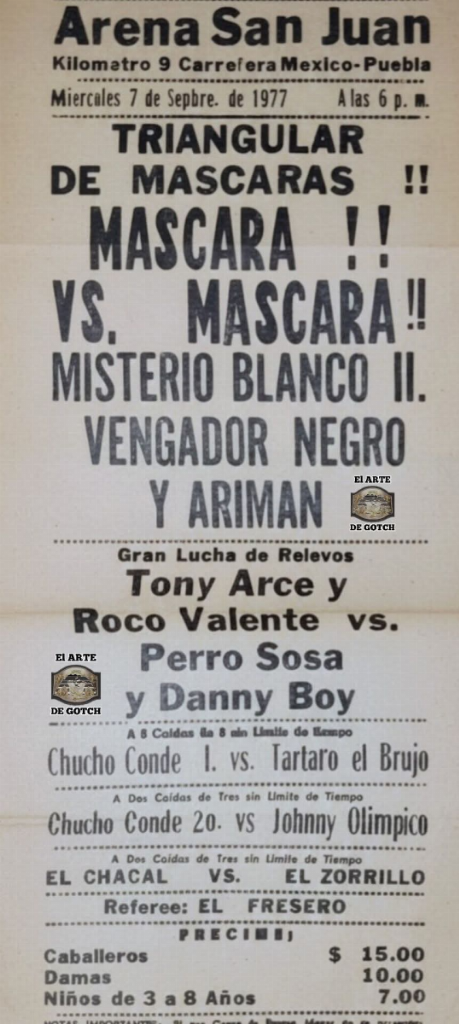 Arena San Juan
Kilometro 9 Carretera Mexico-Puebla
Miercoles 7 de Sepbre. de 1977 A las 6 p. m.
TRIANGULAR
DE MASCARAS !!
MASCARA !!
VS. MASCARA !!
MISTERIO BLANCO II.
VENGADOR NEGRO
Y ARIMAN
El ARTE
DE GOTCH
Gran Lucha de Relevos
Tony Arce y
Roco Valente vs.
Perro Sosa
y Danny Boy
El ARTE
DE GOTCH
Caidas sin Limite de tiempo
Chucho Conde I. vs. Tartaro el Brujo
A Dos Caidas de Tres sin Limite de Tiempo
Chucho Conde 2o. vs Johnny Olimpico
A Dos Caidas de Tres sin Limite de Tiempo
EL CHACAL VS. EL ZORRILLO
Referee: EL FRESERO
Caballeros $ 15.00
Damas 10.00
Niños de 3 a 8 Años 7.00